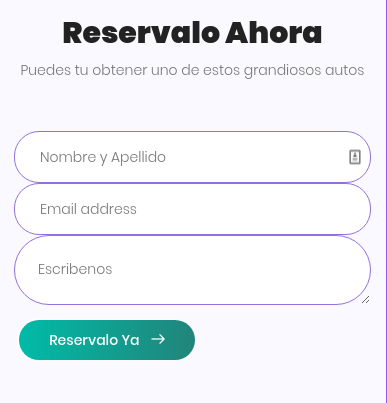 Reservalo Ahora
Puedes tu obtener uno de estos grandiosos autos
Nombre y Apellido
Email address
Escribenos
Reservalo Ya →